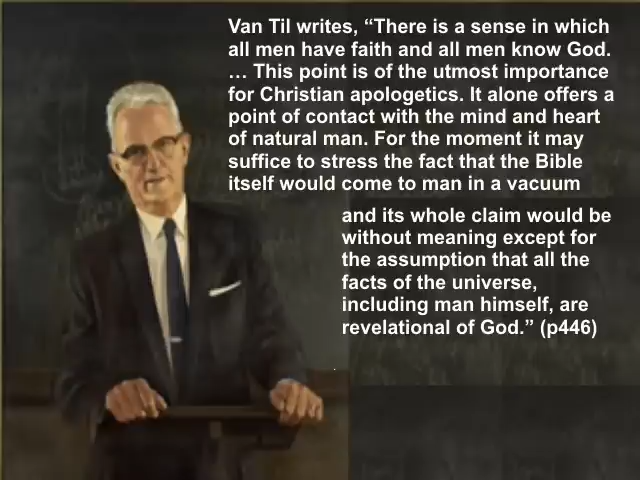 Van Til writes, “There is a sense in which
all men have faith and all men know God.
… This point is of the utmost importance
for Christian apologetics. It alone offers a
point of contact with the mind and heart
of natural man. For the moment it may
suffice to stress the fact that the Bible
itself would come to man in a vacuum
and its whole claim would be
without meaning except for
the assumption that all the
facts of the universe,
including man himself, are
revelational of God.” (p446)